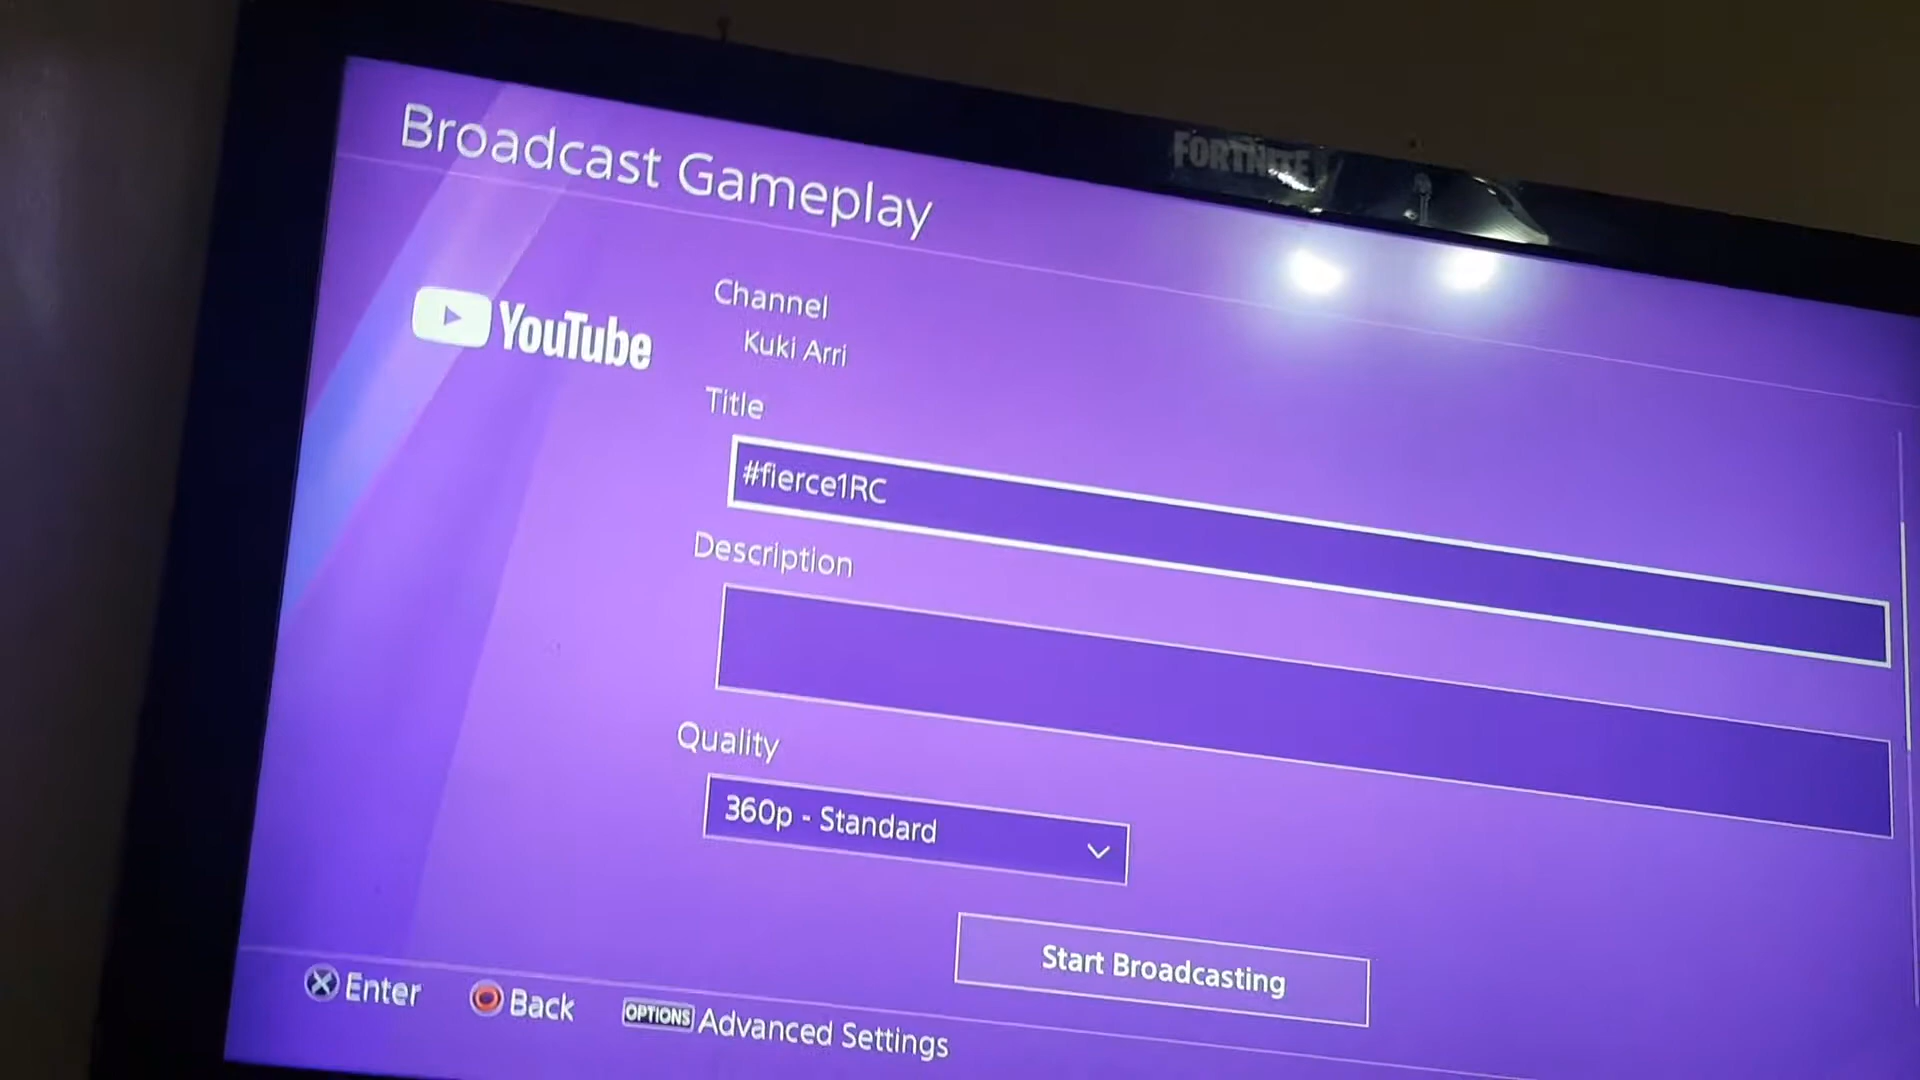 FORTNITE
Broadcast Gameplay
YouTube
Channel
Kuki Arri
Title
#fierce1RC
Description
Quality
360p - Standard
Start Broadcasting
Enter
Back
OPTIONS Advanced Settings